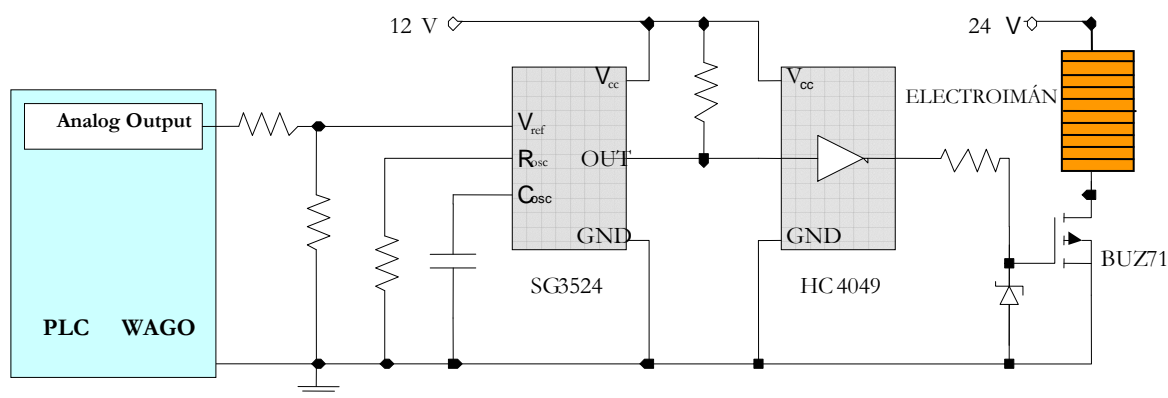 12 V
24 V
Analog Output
PLC WAGO
Vcc
Vref
Rosc
OUT
Cosc
GND
SG3524
Vcc
GND
HC 4049
ELECTROIMÁN
BUZ71